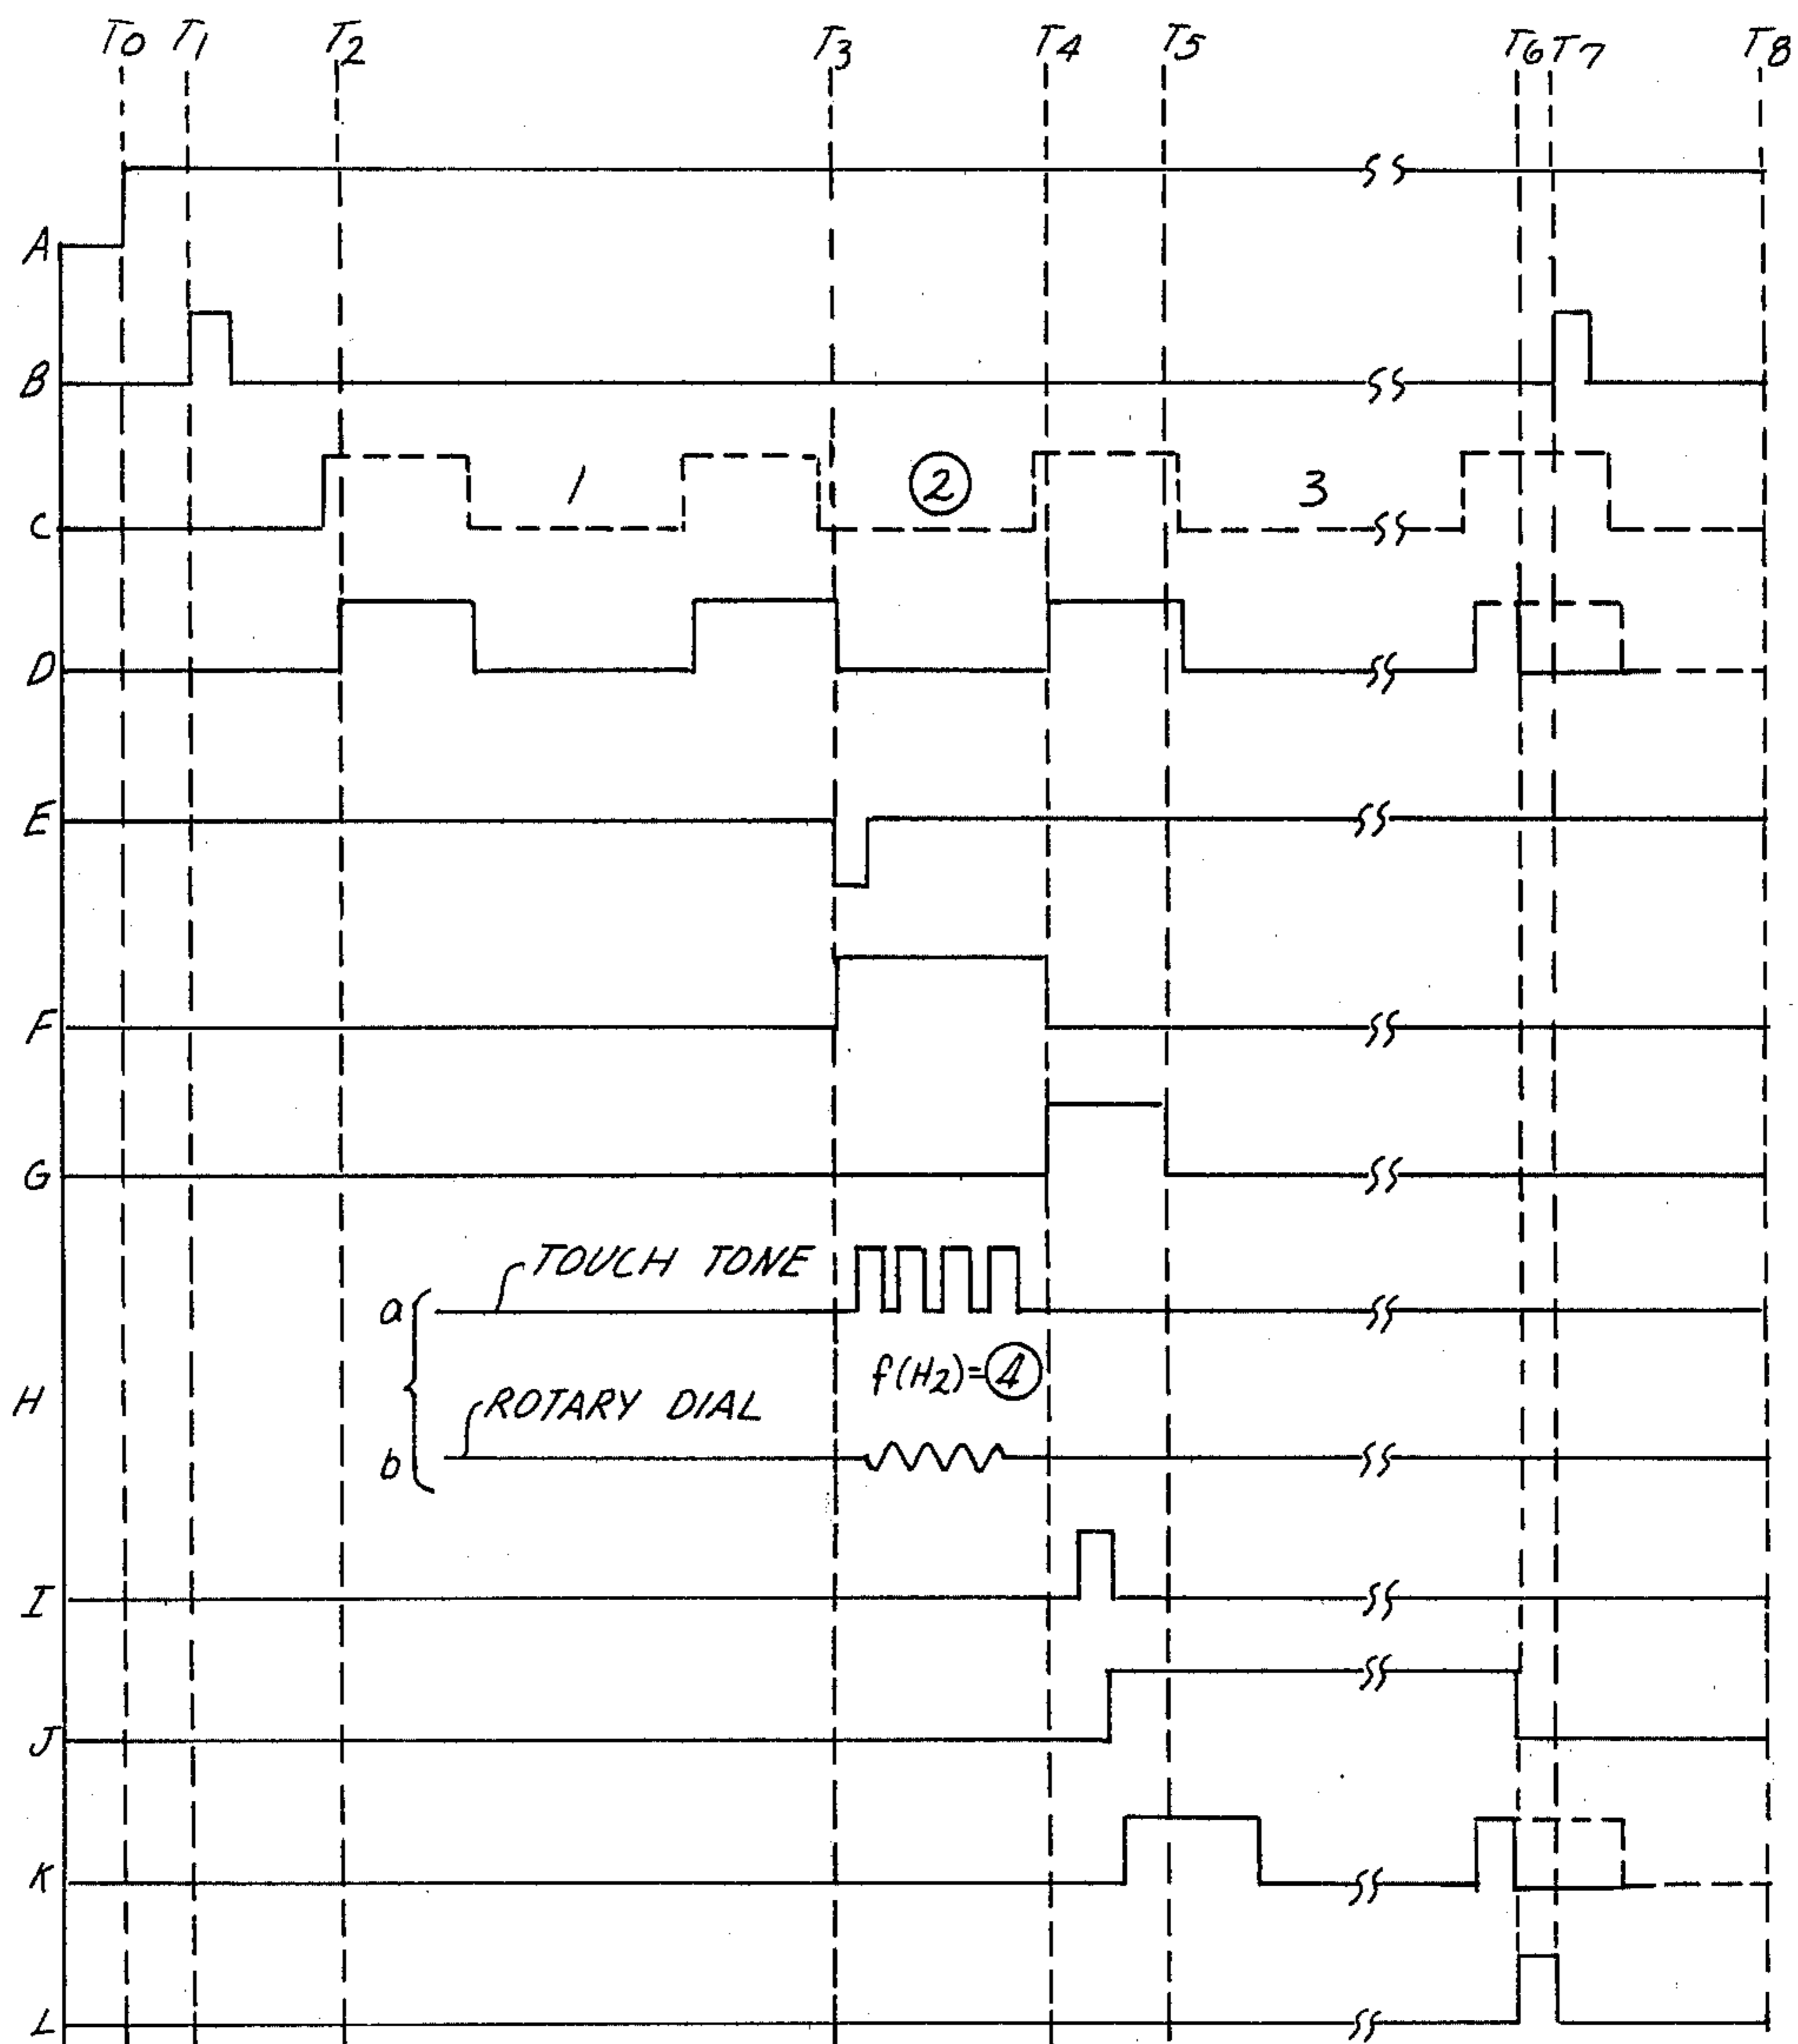 T0 T1 T2 T3 T4 T5 T6 T7 T8
A
B
C 1 2 3
D
E
F
G
a TOUCH TONE
f(H2)=4
H
b ROTARY DIAL
I
J
K
L